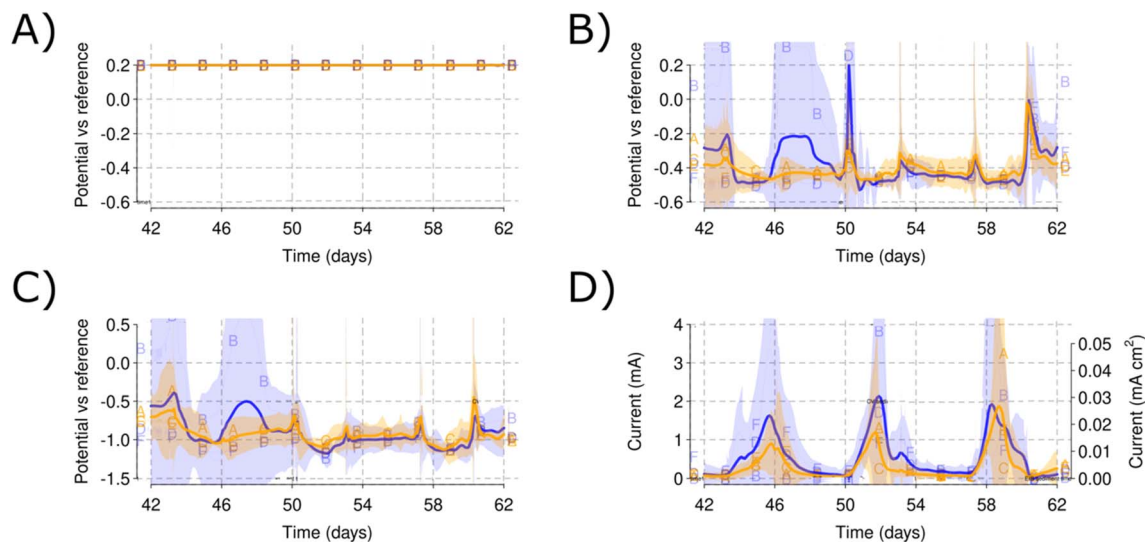 A)
Potential vs reference
0.2
0.0
-0.2
-0.4
-0.6
42 46 50 54 58 62
Time (days)
B)
Potential vs reference
0.2
0.0
-0.2
-0.4
-0.6
42 46 50 54 58 62
Time (days)
C)
Potential vs reference
0.5
0.0
-0.5
-1.0
-1.5
42 46 50 54 58 62
Time (days)
D)
Current (mA)
4
3
2
1
0
42 46 50 54 58 62
Time (days)
0.05
0.04
0.03
0.02
0.01
0.00
Current (mA cm²)